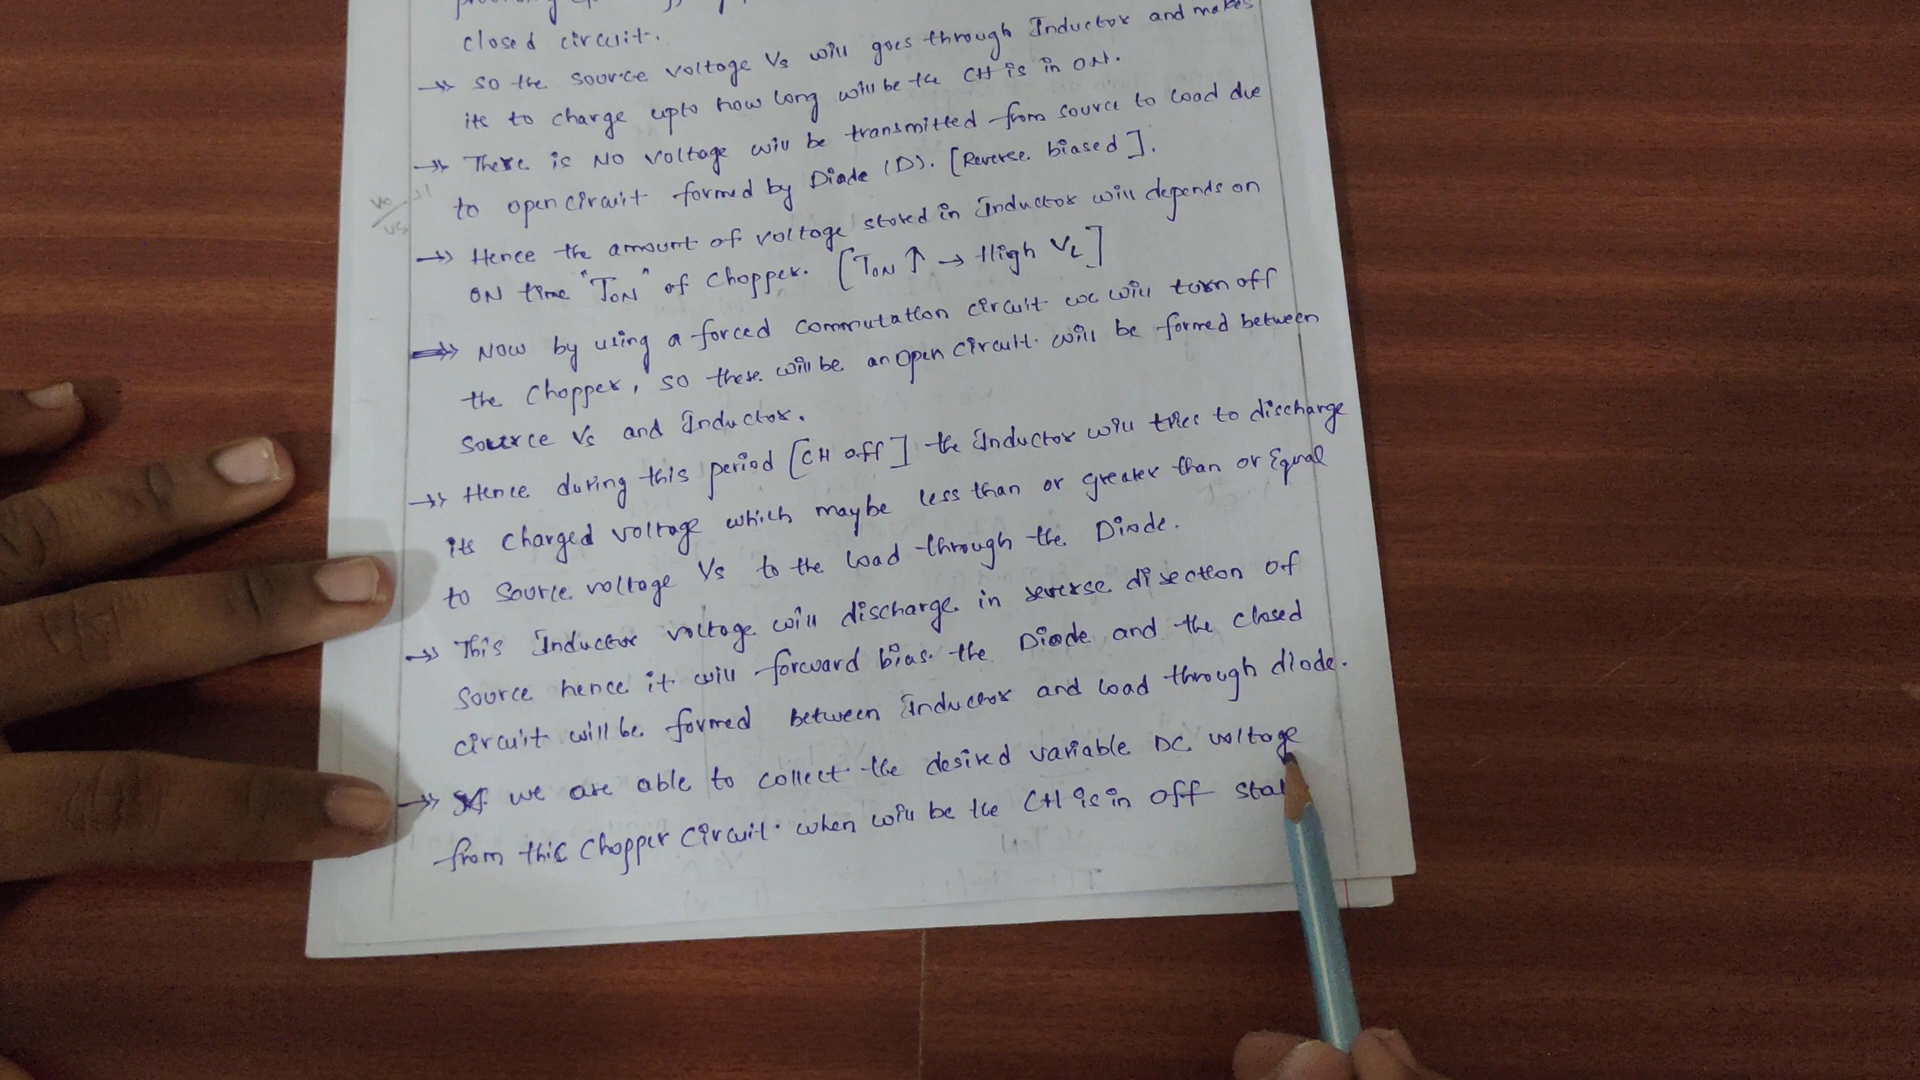 closed circuit.
→ so the source voltage Vs will goes through Inductor and makes
its to charge upto how long will be the CH is in ON.
→ There is NO voltage will be transmitted from source to load due
to open circuit formed by Diode (D). [Reverse biased].
→ Hence the amount of voltage stored in Inductor will depends on
ON time "TON" of chopper. [TON ↑ → High VL]
→ Now by using a forced commutation circuit we will turn off
the chopper, so there will be an open circuit will be formed between
source Vs and Inductor.
→ Hence during this period [CH off] the Inductor will tries to discharge
its charged voltage which maybe less than or greater than or Equal
to source voltage Vs to the load through the Diode.
→ This Inductor voltage will discharge in reverse direction of
source hence it will forward bias the Diode and the closed
circuit will be formed between Inductor and load through diode.
→ we are able to collect the desired variable DC voltage
from this chopper circuit when will be the CH is in off
Vo
Vs